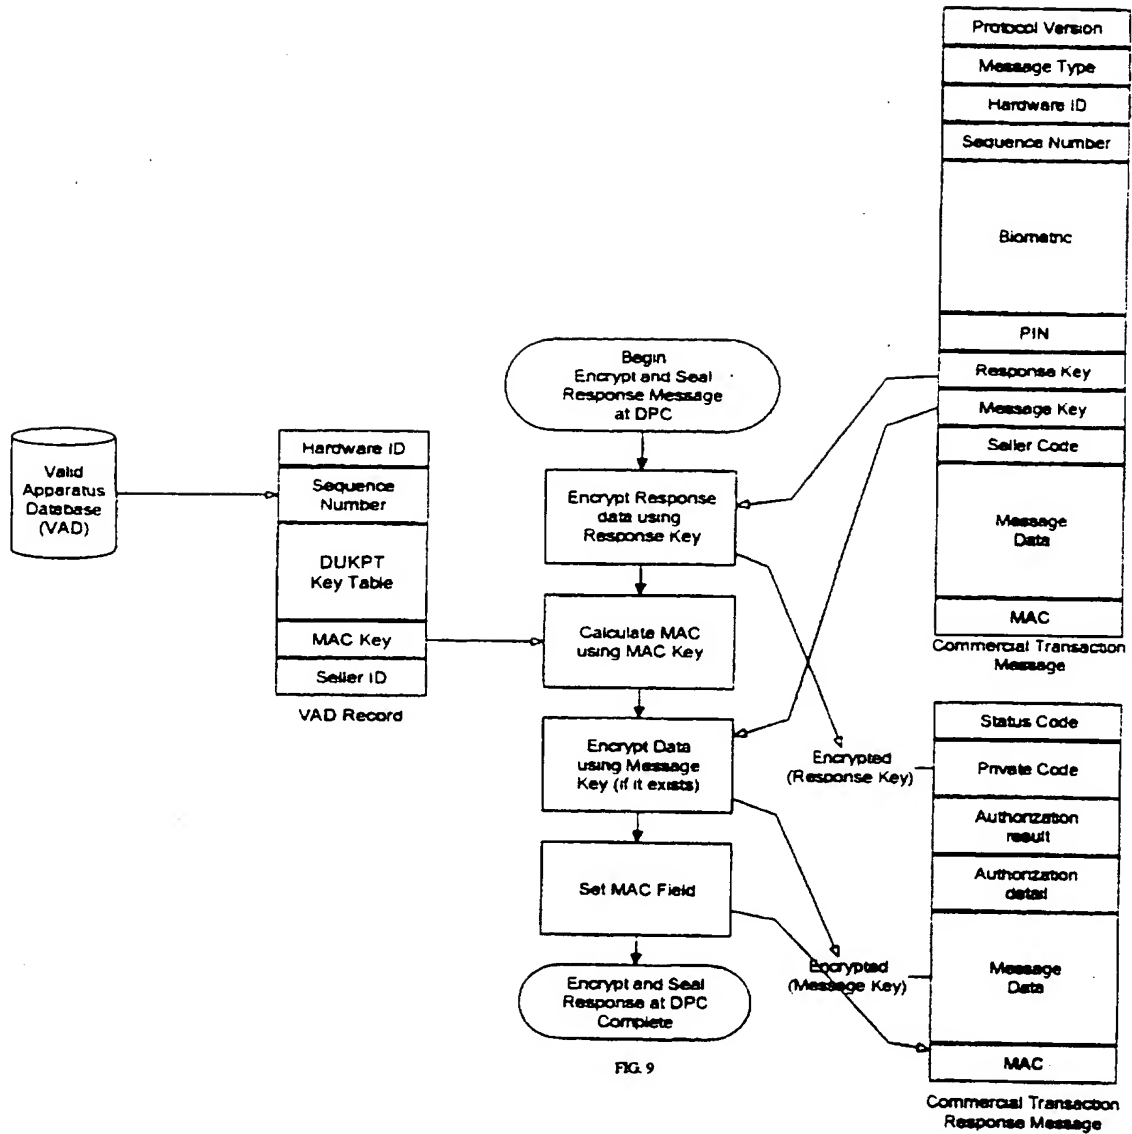 Protocol Version
Message Type
Hardware ID
Sequence Number
Biometric
PIN
Response Key
Message Key
Seller Code
Message
Data
MAC
Commercial Transaction
Message
Begin
Encrypt and Seal
Response Message
at DPC
Valid
Apparatus
Database
(VAD)
Hardware ID
Sequence
Number
DUKPT
Key Table
MAC Key
Seller ID
VAD Record
Encrypt Response
data using
Response Key
Calculate MAC
using MAC Key
Encrypt Data
using Message
Key (if it exists)
Set MAC Field
Encrypt and Seal
Response at DPC
Complete
Encrypted
(Response Key)
Encrypted
(Message Key)
Status Code
Private Code
Authorization
result
Authorization
detail
Message
Data
MAC
Commercial Transaction
Response Message
FIG. 9